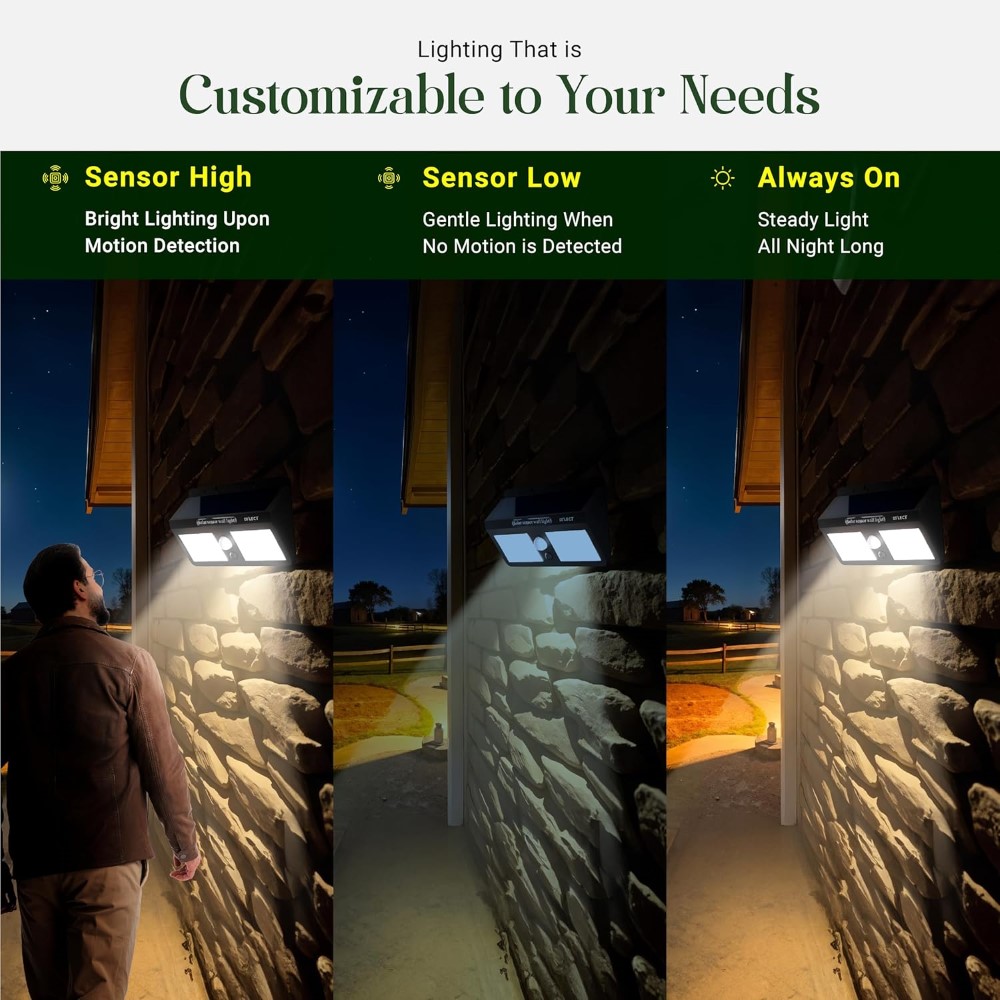 Lighting That is
Customizable to Your Needs
Sensor High
Bright Lighting Upon
Motion Detection
Sensor Low
Gentle Lighting When
No Motion is Detected
Always On
Steady Light
All Night Long